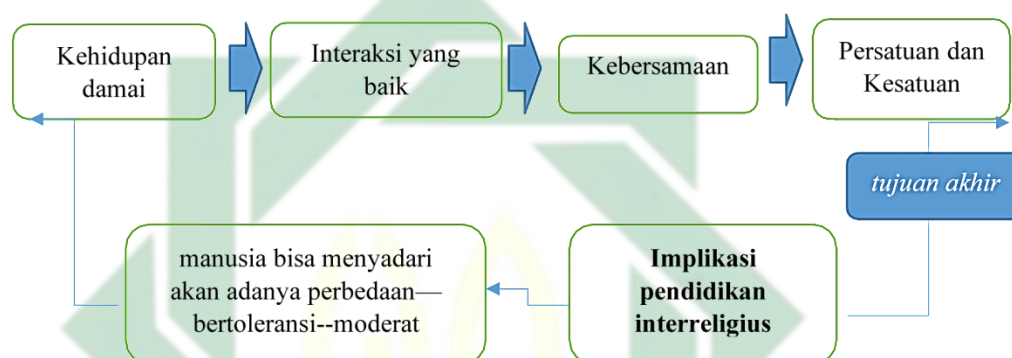 Kehidupan
damai
Interaksi yang
baik
Kebersamaan
Persatuan dan
Kesatuan
tujuan akhir
manusia bisa menyadari
akan adanya perbedaan—
bertoleransi--moderat
Implikasi
pendidikan
interreligius